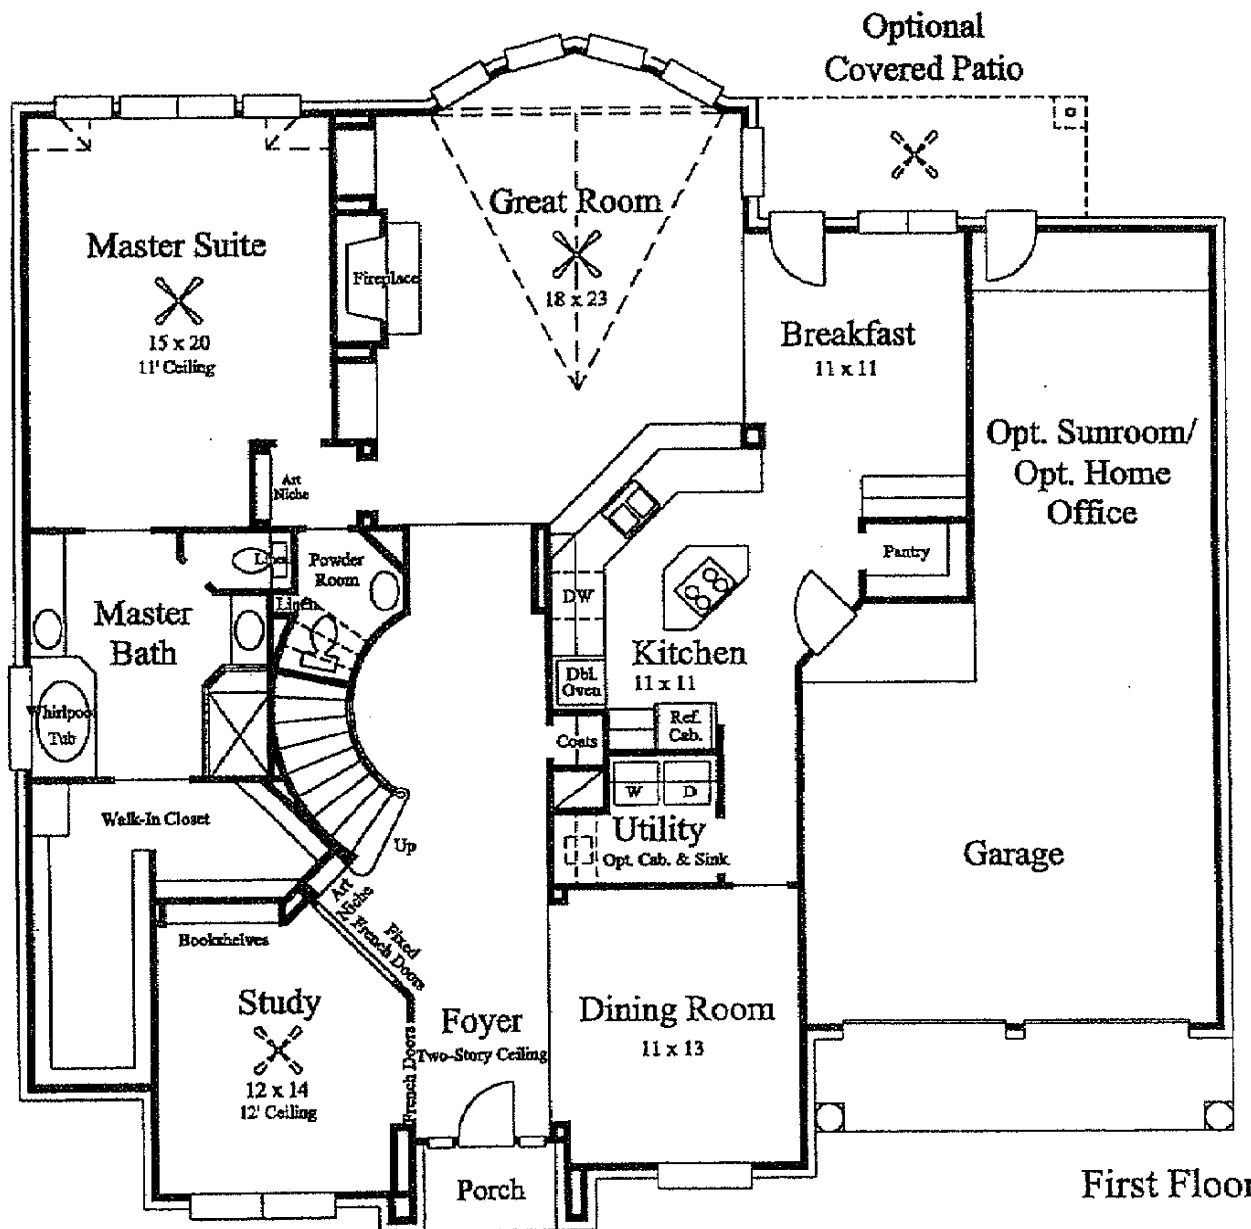 Optional
Covered Patio
Great Room
18 x 23
Master Suite
15 x 20
11' Ceiling
Fireplace
Breakfast
11 x 11
Opt. Sunroom/
Opt. Home
Office
Art
Niche
Linen
Powder
Room
Linen
Pantry
Master
Bath
DW
Kitchen
11 x 11
Dbl.
Oven
Whirlpool
Tub
Ref.
Cab.
Coats
W
D
Walk-In Closet
Up
Utility
Opt. Cab. & Sink
Garage
Art
Niche
Fixed
French Doors
Bookshelves
Study
12 x 14
12' Ceiling
French Doors
Foyer
Two-Story Ceiling
Dining Room
11 x 13
Porch
First Floor